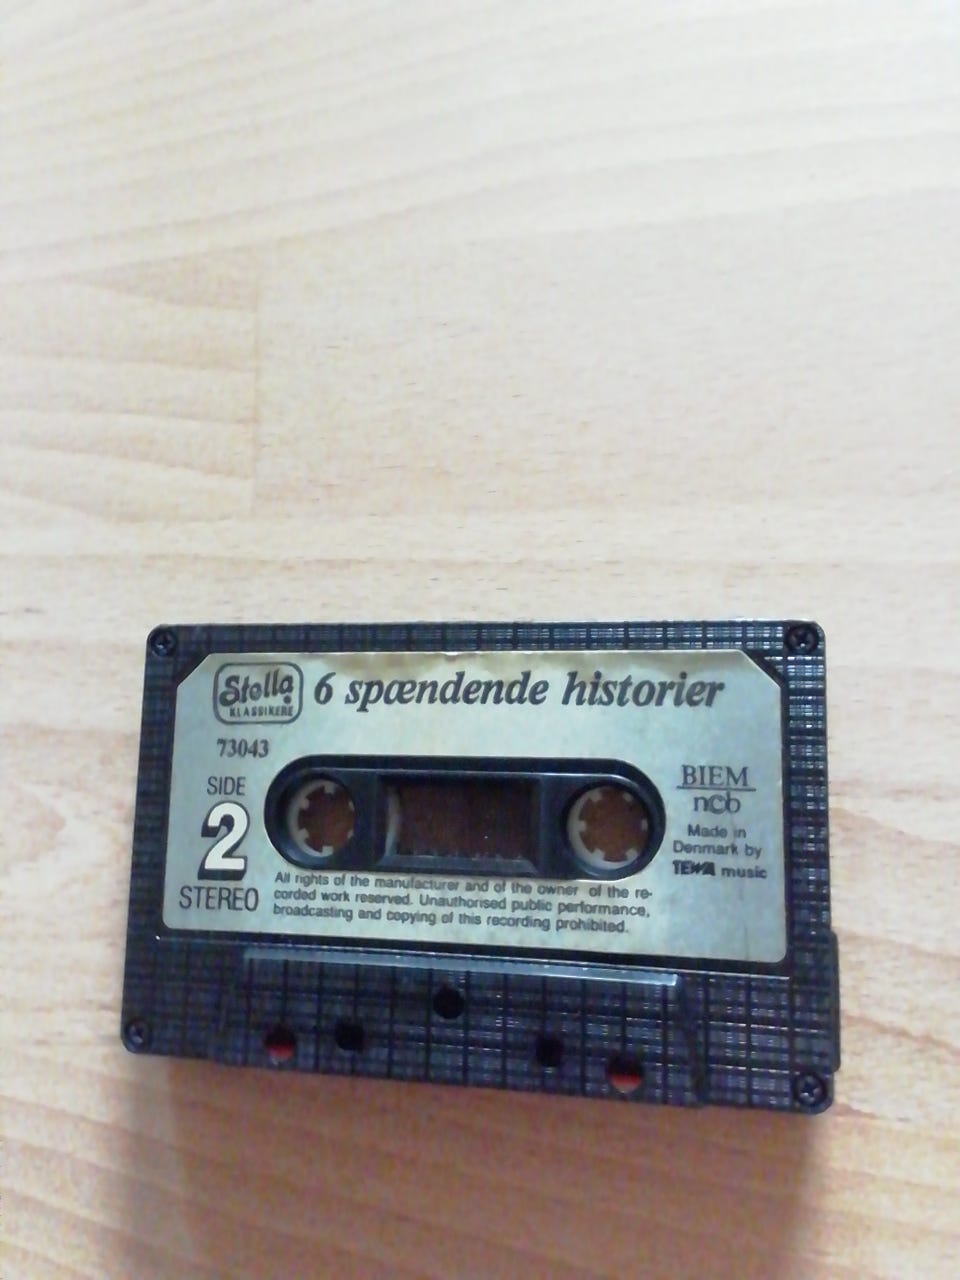 Stella
KLASSIKERE
6 spændende historier
73043
SIDE
2
STEREO
BIEM
ncb
Made in
Denmark by
TEWA music
All rights of the manufacturer and of the owner of the re-
corded work reserved. Unauthorised public performance,
broadcasting and copying of this recording prohibited.